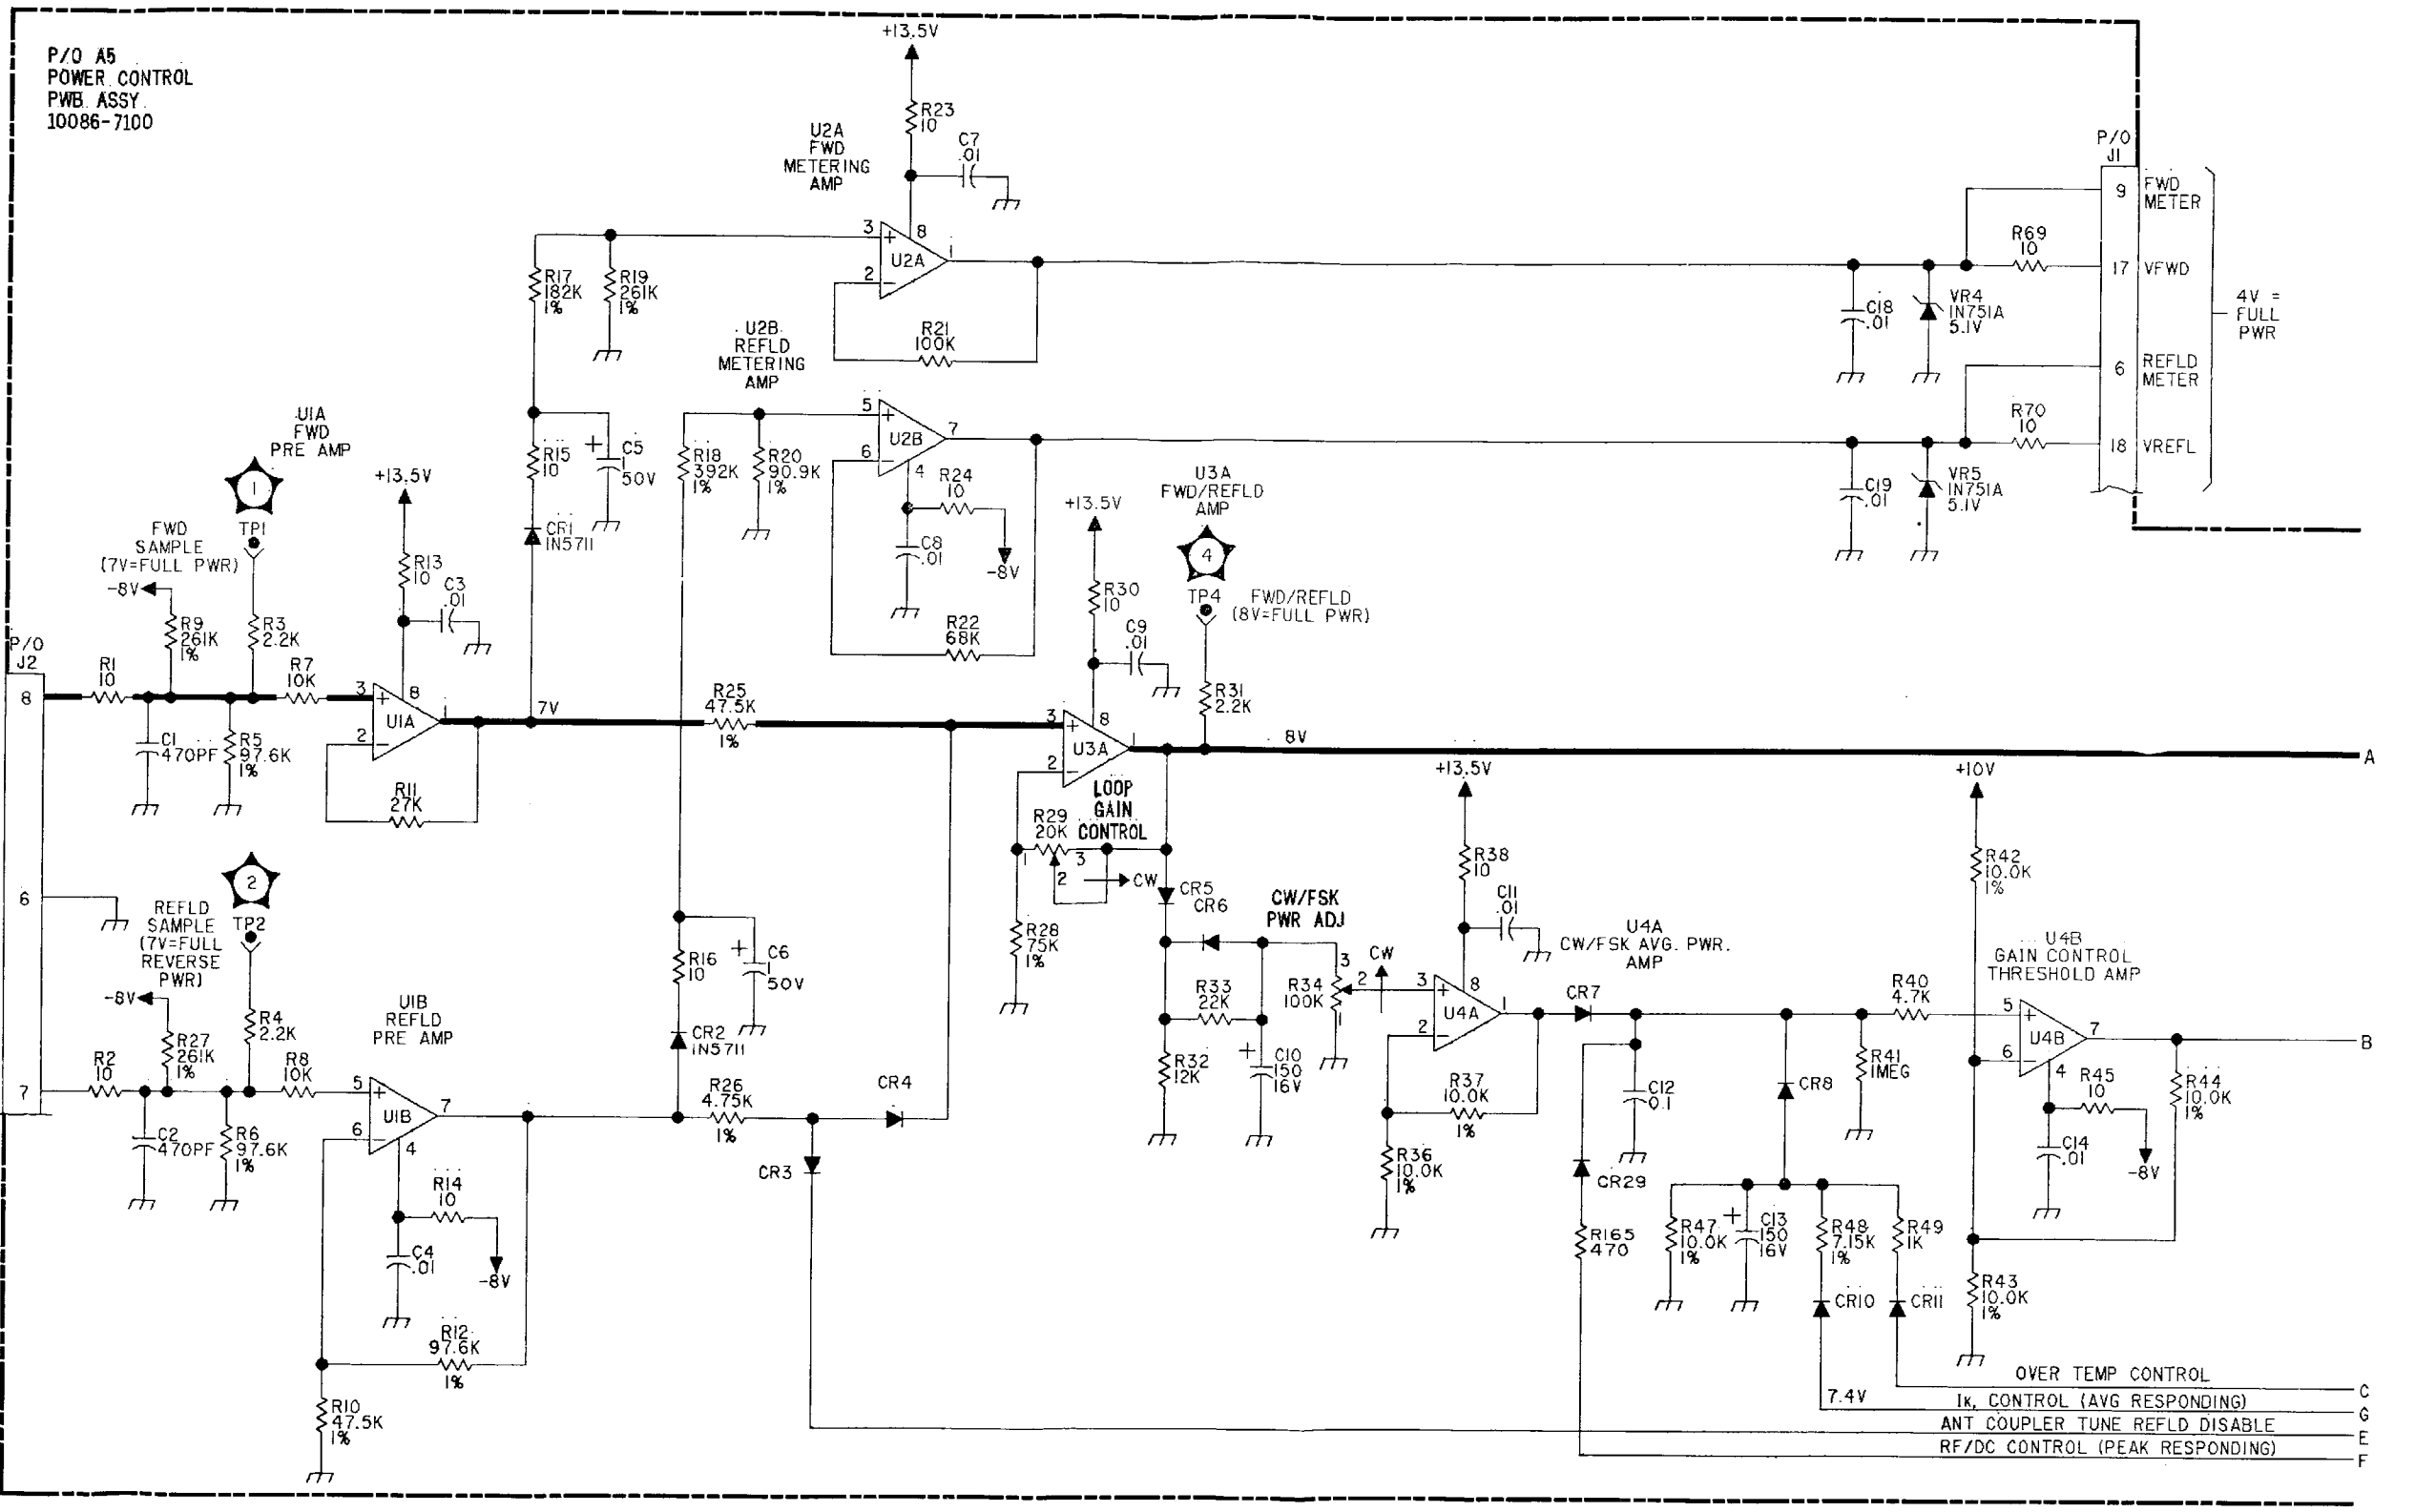 P/O A5
POWER CONTROL
PWB ASSY.
10086-7100
+13.5V
R23
10
C7
.01
U2A
FWD
METERING
AMP
3
+
8
U2A
1
2
-
R17
182K
1%
R19
261K
1%
R21
100K
U2B
REFLD
METERING
AMP
P/O
J1
9
FWD
METER
R69
10
17
VFWD
C18
.01
VR4
1N751A
5.1V
4V =
FULL
PWR
6
REFLD
METER
R70
10
18
VREFL
C19
.01
VR5
1N751A
5.1V
5
+
U2B
7
6
-
4
R24
10
C8
.01
-8V
R22
68K
R18
392K
1%
R20
90.9K
1%
R15
10
+
C5
1
50V
CR1
1N5711
U1A
FWD
PRE AMP
1
TP1
FWD
SAMPLE
(7V=FULL PWR)
-8V
R9
261K
1%
R3
2.2K
+13.5V
R13
10
C3
.01
P/O
J2
8
R1
10
R7
10K
3
+
8
U1A
1
2
-
7V
C1
470PF
R5
97.6K
1%
R11
27K
R25
47.5K
1%
+13.5V
R30
10
C9
.01
U3A
FWD/REFLD
AMP
4
TP4
FWD/REFLD
(8V=FULL PWR)
R31
2.2K
3
+
8
U3A
1
2
-
8V
A
LOOP
GAIN
CONTROL
R29
20K
1
3
2
CW
R28
75K
1%
CR5
CR6
CW/FSK
PWR ADJ
R33
22K
R34
100K
3
2
1
CW
R32
12K
+
C10
150
16V
+13.5V
R38
10
C11
.01
U4A
CW/FSK AVG. PWR.
AMP
3
+
8
U4A
1
2
-
R37
10.0K
1%
R36
10.0K
1%
CR7
C12
0.1
CR29
R165
470
CR8
R41
1MEG
R40
4.7K
+10V
R42
10.0K
1%
U4B
GAIN CONTROL
THRESHOLD AMP
5
+
U4B
7
6
-
4
B
R45
10
R44
10.0K
1%
C14
.01
-8V
R47
10.0K
1%
+
C13
150
16V
R48
7.15K
1%
R49
1K
CR10
CR11
R43
10.0K
1%
6
2
TP2
REFLD
SAMPLE
(7V=FULL
REVERSE
PWR)
-8V
R27
261K
1%
R4
2.2K
7
R2
10
R8
10K
U1B
REFLD
PRE AMP
5
+
U1B
7
6
-
4
C2
470PF
R6
97.6K
1%
R14
10
C4
.01
-8V
R12
97.6K
1%
R10
47.5K
1%
R16
10
+
C6
1
50V
CR2
1N5711
R26
4.75K
1%
CR4
CR3
OVER TEMP CONTROL
C
7.4V
IK, CONTROL (AVG RESPONDING)
G
ANT COUPLER TUNE REFLD DISABLE
E
RF/DC CONTROL (PEAK RESPONDING)
F